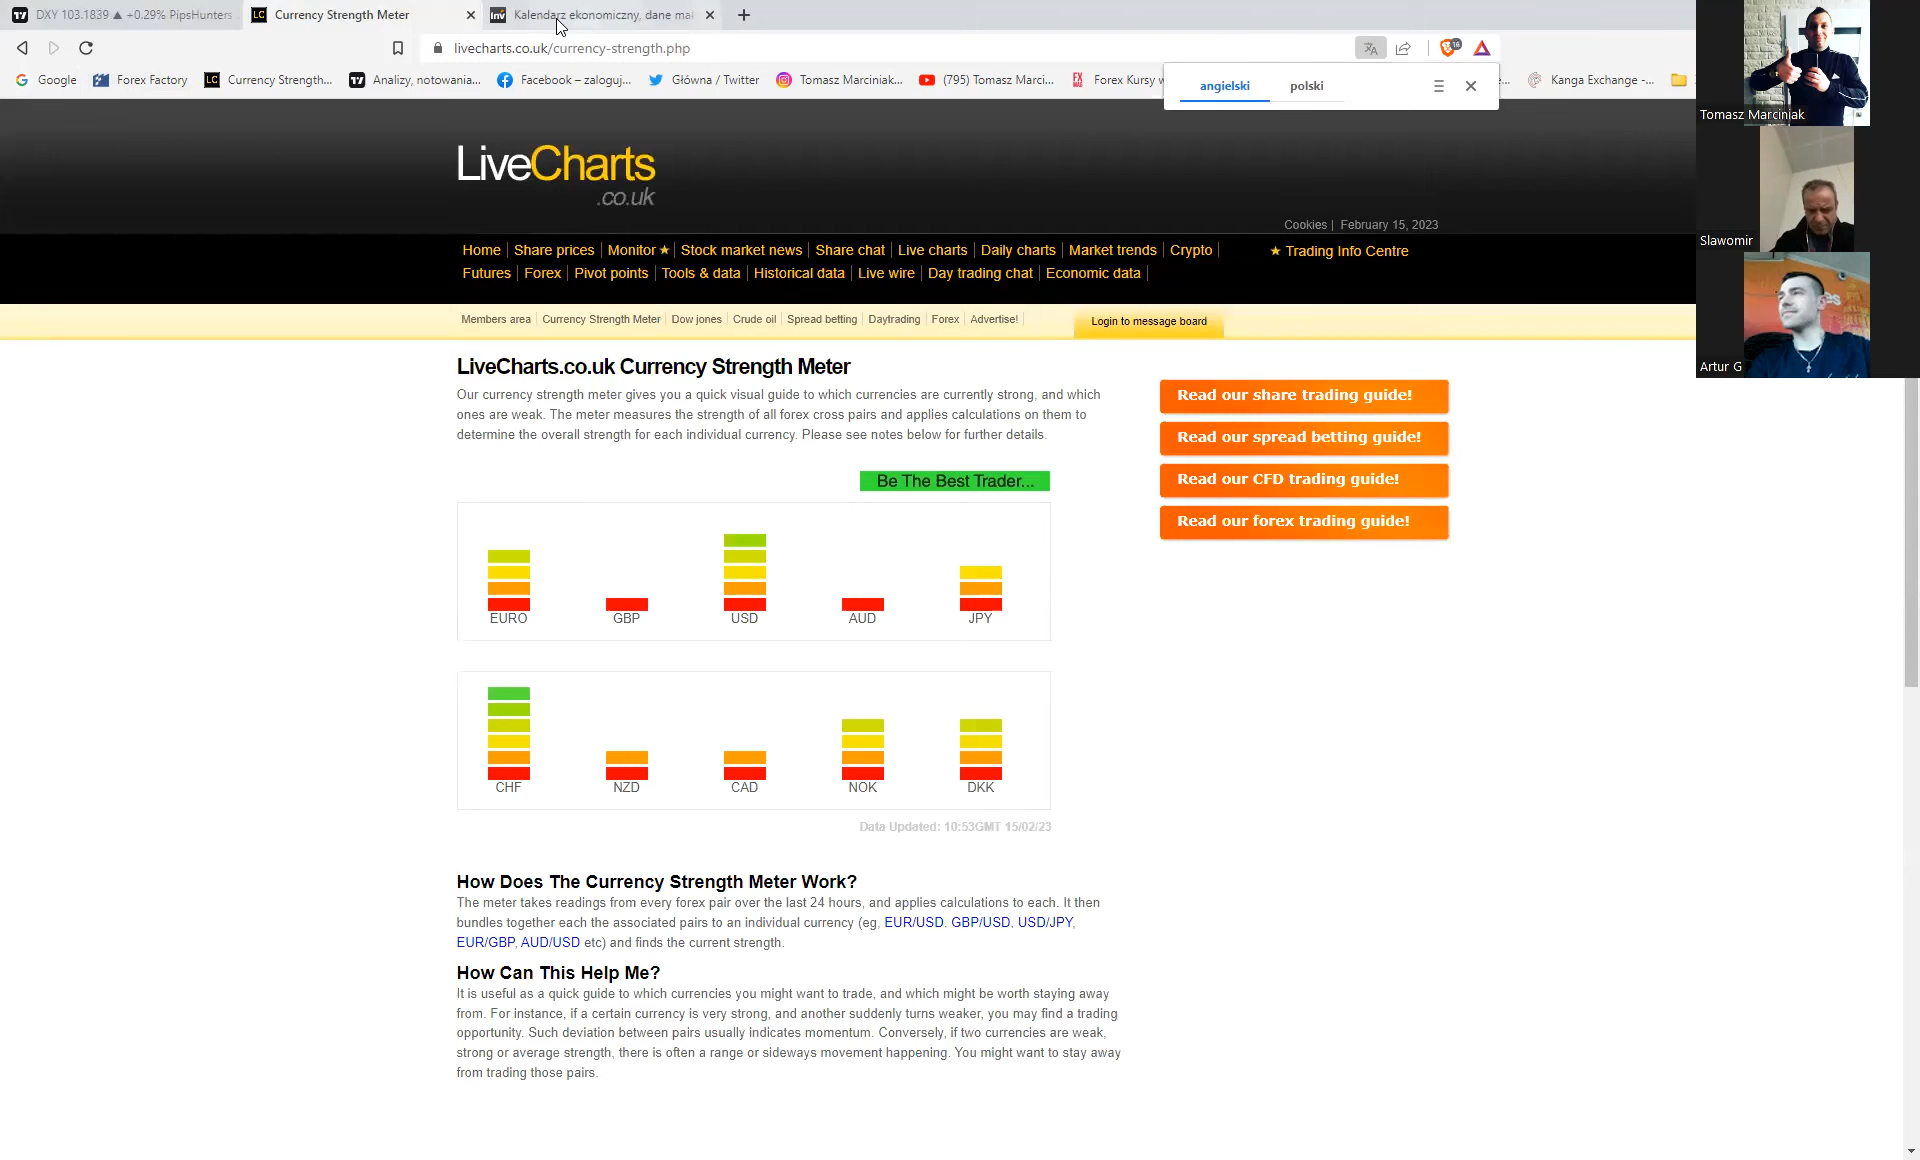 DXY 103.1839 ▲ +0.29% PipsHunters
Currency Strength Meter
Kalendarz ekonomiczny, dane mak
livecharts.co.uk/currency-strength.php
Google
Forex Factory
Currency Strength...
Analizy, notowania...
Facebook – zaloguj...
Główna / Twitter
Tomasz Marciniak...
(795) Tomasz Marci...
Forex Kursy w
Kanga Exchange -...
angielski
polski
LiveCharts
.co.uk
Cookies | February 15, 2023
Home | Share prices | Monitor ★ | Stock market news | Share chat | Live charts | Daily charts | Market trends | Crypto |
★ Trading Info Centre
Futures | Forex | Pivot points | Tools & data | Historical data | Live wire | Day trading chat | Economic data |
Members area | Currency Strength Meter | Dow jones | Crude oil | Spread betting | Daytrading | Forex | Advertise! |
Login to message board
LiveCharts.co.uk Currency Strength Meter
Our currency strength meter gives you a quick visual guide to which currencies are currently strong, and which
ones are weak. The meter measures the strength of all forex cross pairs and applies calculations on them to
determine the overall strength for each individual currency. Please see notes below for further details.
Read our share trading guide!
Read our spread betting guide!
Read our CFD trading guide!
Read our forex trading guide!
Be The Best Trader...
EURO
GBP
USD
AUD
JPY
CHF
NZD
CAD
NOK
DKK
Data Updated: 10:53GMT 15/02/23
How Does The Currency Strength Meter Work?
The meter takes readings from every forex pair over the last 24 hours, and applies calculations to each. It then
bundles together each the associated pairs to an individual currency (eg, EUR/USD, GBP/USD, USD/JPY,
EUR/GBP, AUD/USD etc) and finds the current strength.
How Can This Help Me?
It is useful as a quick guide to which currencies you might want to trade, and which might be worth staying away
from. For instance, if a certain currency is very strong, and another suddenly turns weaker, you may find a trading
opportunity. Such deviation between pairs usually indicates momentum. Conversely, if two currencies are weak,
strong or average strength, there is often a range or sideways movement happening. You might want to stay away
from trading those pairs.
Tomasz Marciniak
Slawomir
Artur G